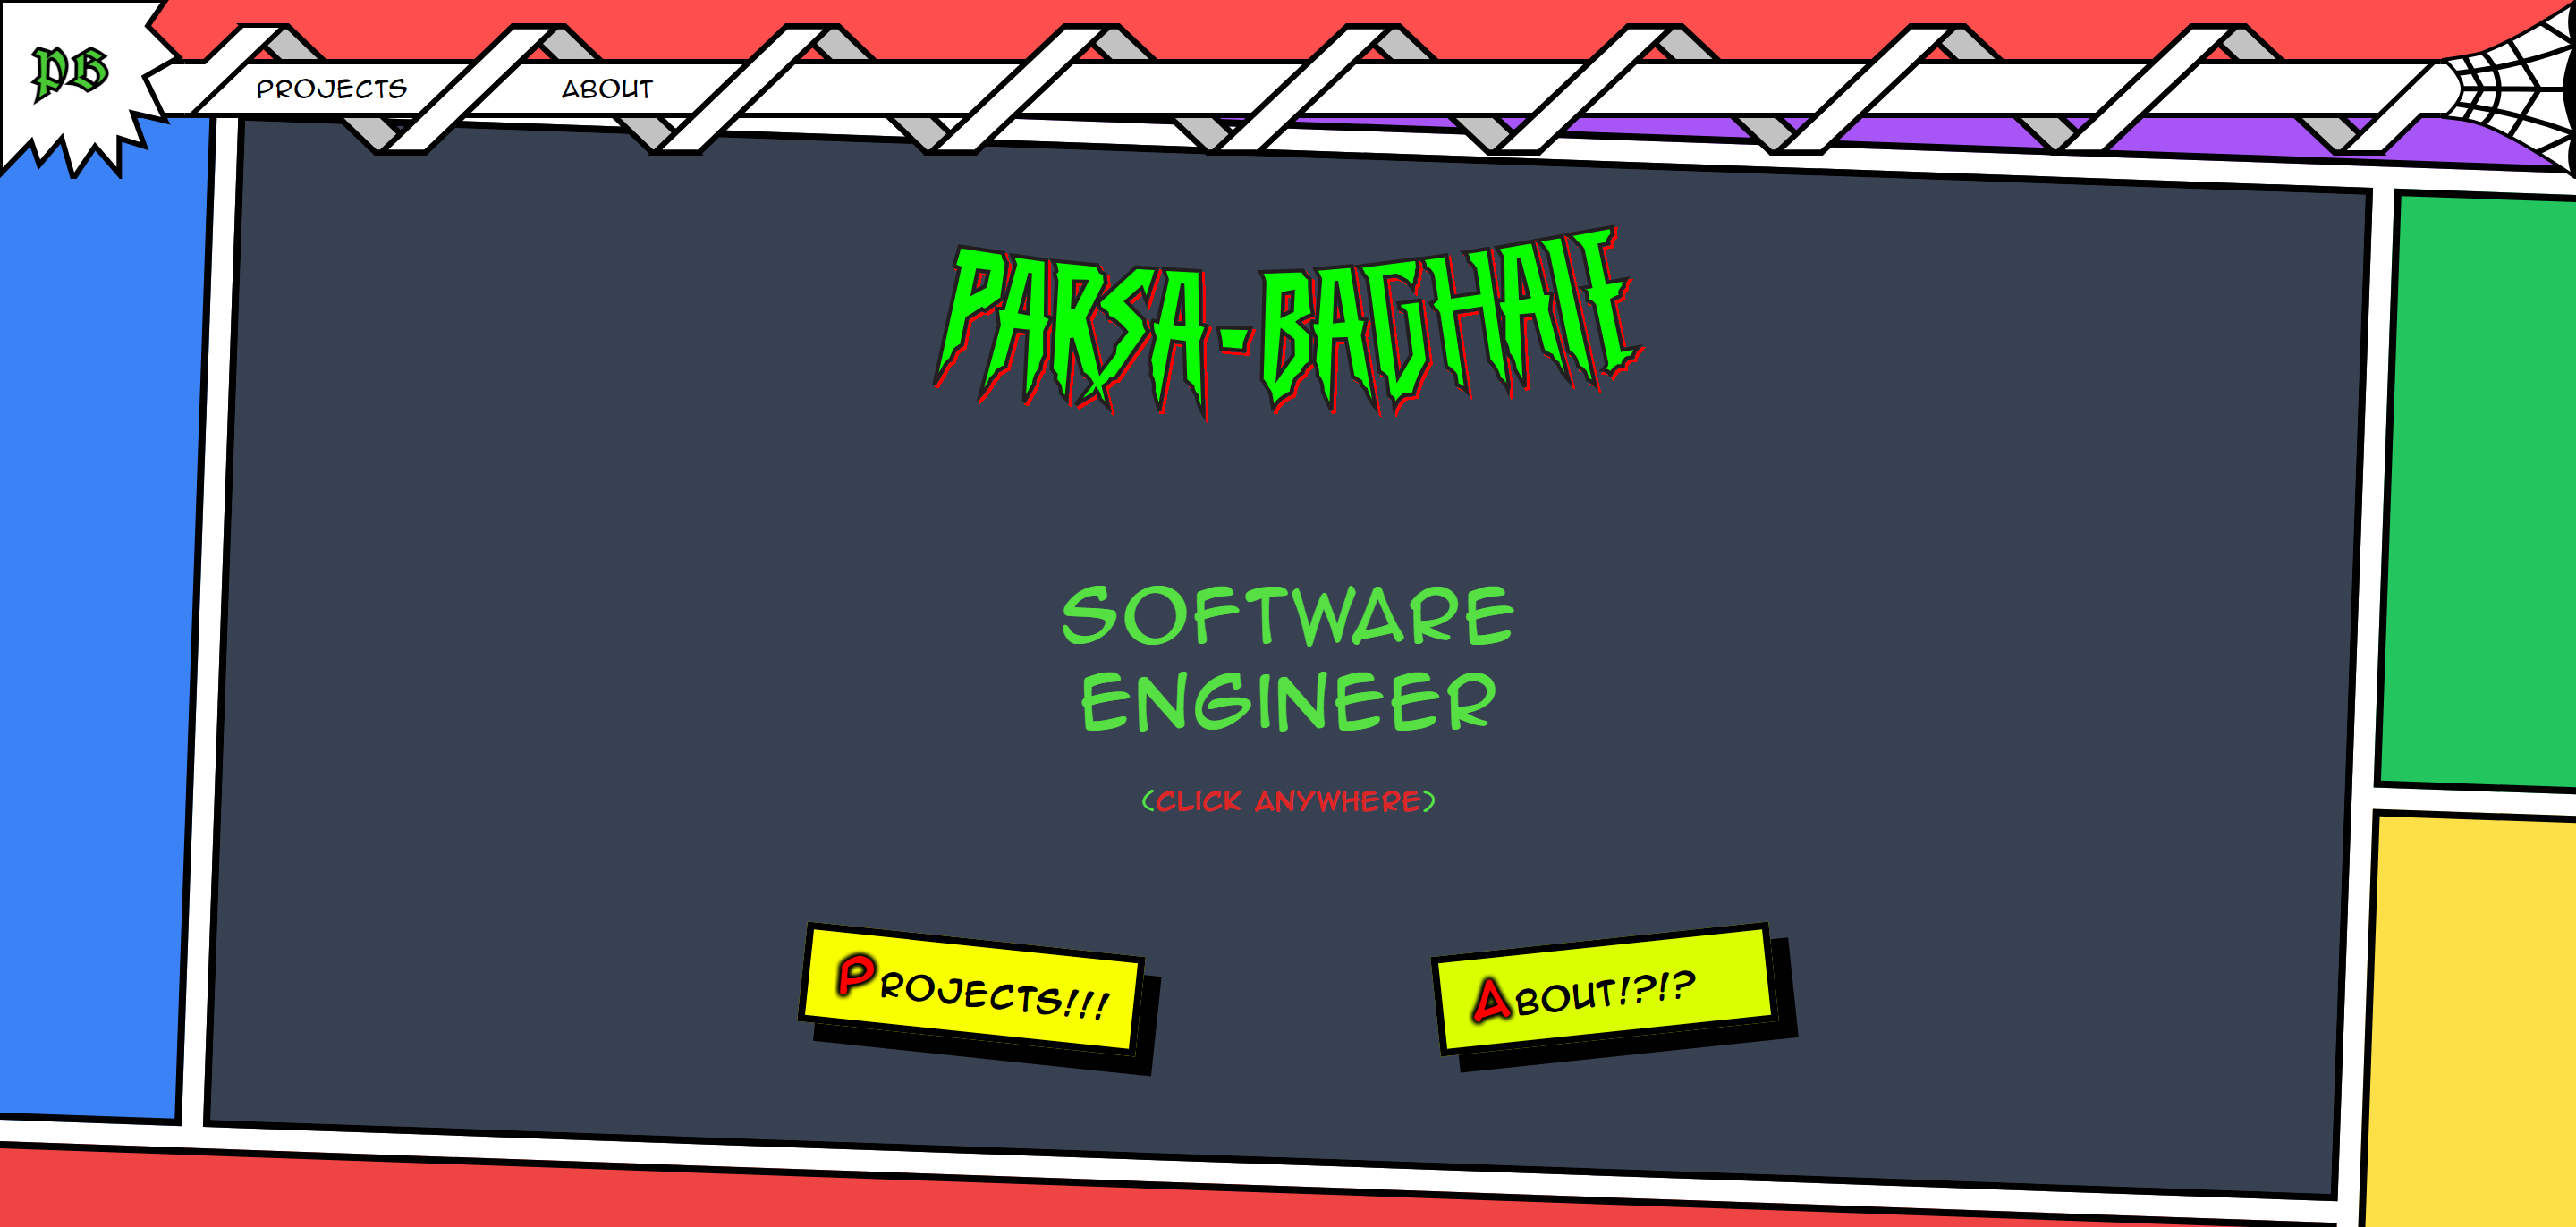 PB
PROJECTS
ABOUT
PARSA-BAGHAIE
SOFTWARE
ENGINEER
(CLICK ANYWHERE)
PROJECTS!!!
ABOUT!?!?